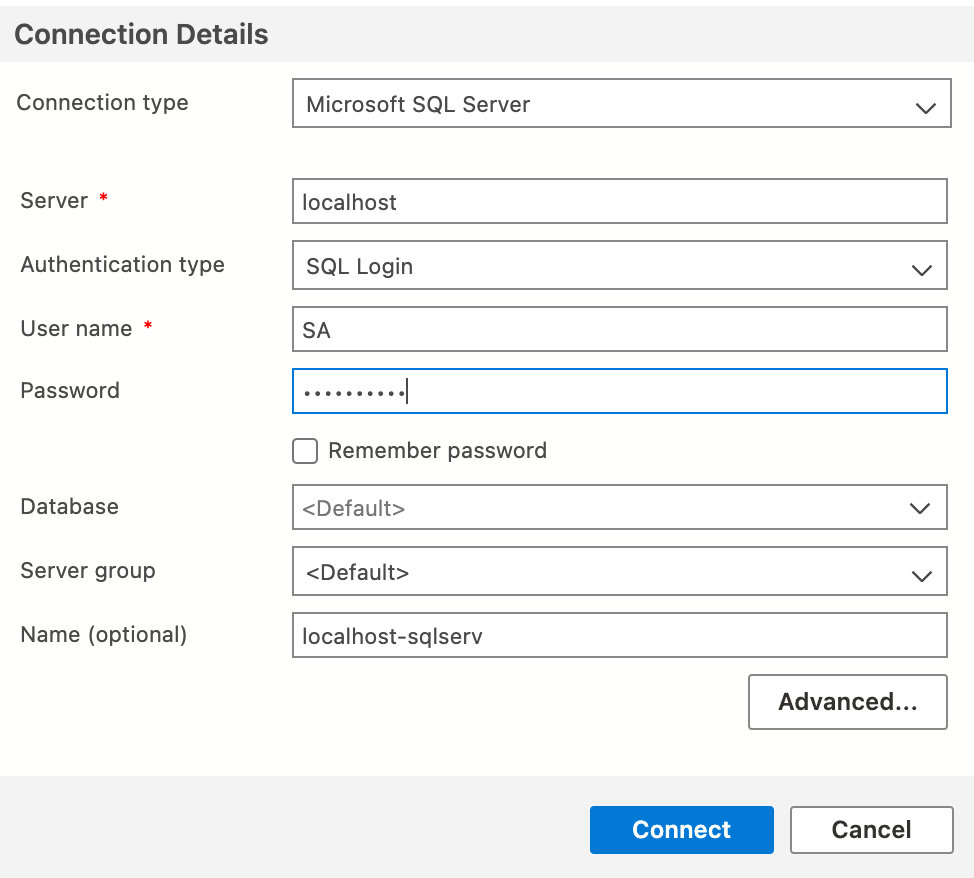 Connection Details
Connection type Microsoft SQL Server
Server * localhost
Authentication type SQL Login
User name * SA
Password ••••••••••
Remember password
Database <Default>
Server group <Default>
Name (optional) localhost-sqlserv
Advanced...
Connect Cancel